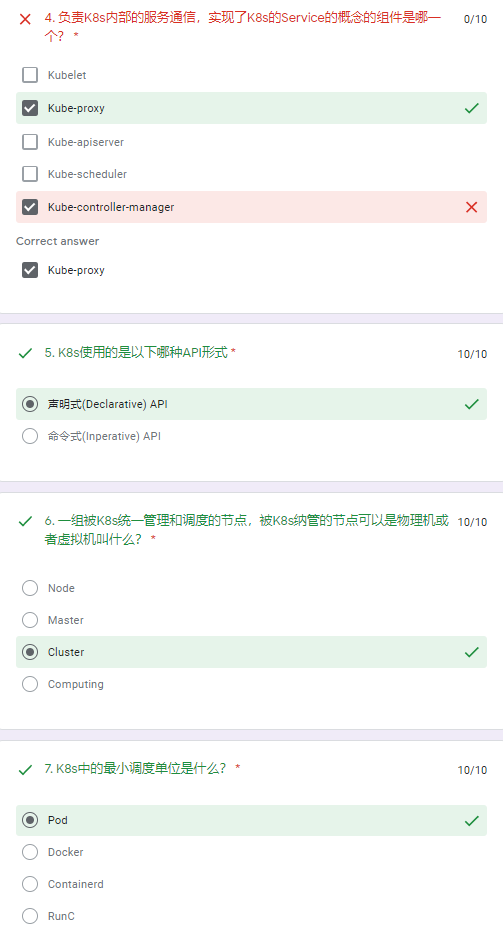 4. 负责K8s内部的服务通信，实现了K8s的Service的概念的组件是哪一
个？ *
0/10
Kubelet
Kube-proxy
Kube-apiserver
Kube-scheduler
Kube-controller-manager
Correct answer
Kube-proxy
5. K8s使用的是以下哪种API形式 *
10/10
声明式(Declarative) API
命令式(Inperative) API
6. 一组被K8s统一管理和调度的节点，被K8s纳管的节点可以是物理机或
者虚拟机叫什么？ *
10/10
Node
Master
Cluster
Computing
7. K8s中的最小调度单位是什么？ *
10/10
Pod
Docker
Containerd
RunC